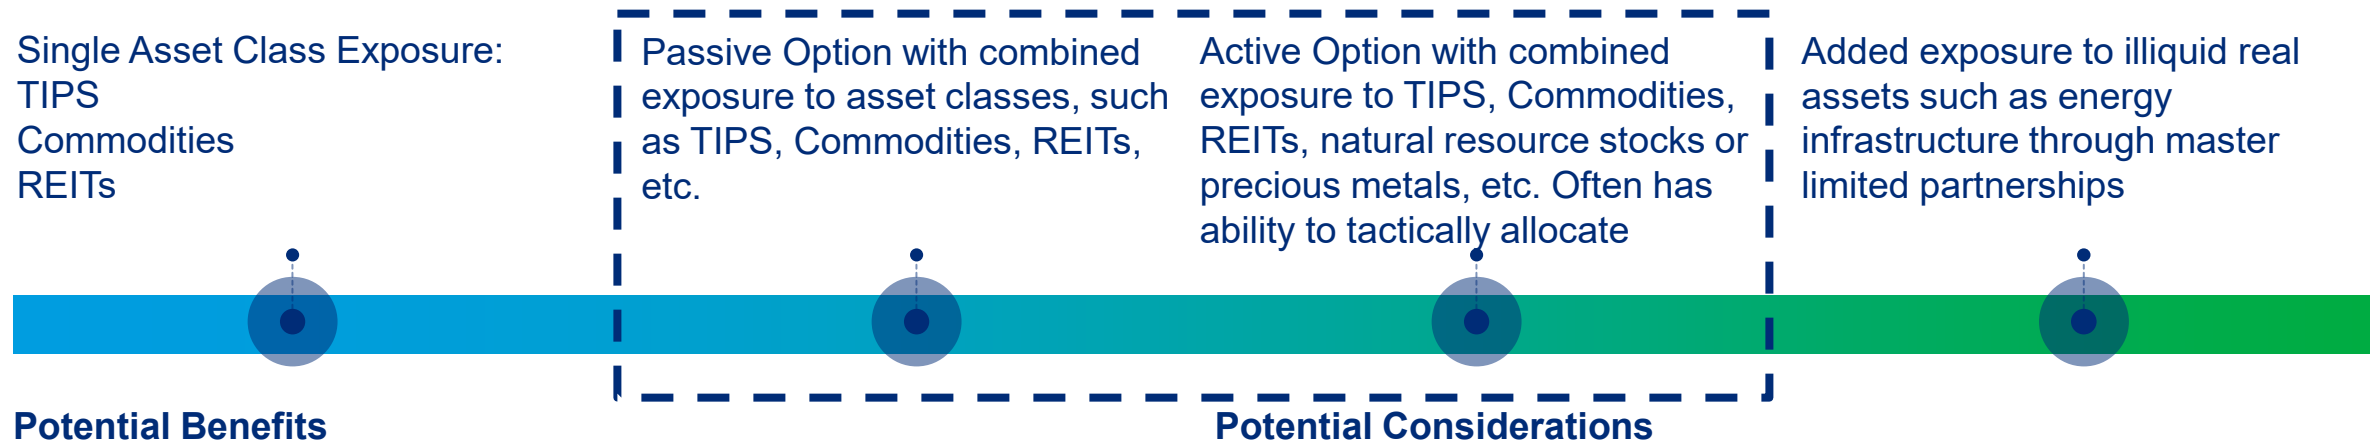 Single Asset Class Exposure:
TIPS
Commodities
REITs
Passive Option with combined
exposure to asset classes, such
as TIPS, Commodities, REITs,
etc.
Active Option with combined
exposure to TIPS, Commodities,
REITs, natural resource stocks or
precious metals, etc. Often has
ability to tactically allocate
Added exposure to illiquid real
assets such as energy
infrastructure through master
limited partnerships
Potential Benefits
Potential Considerations